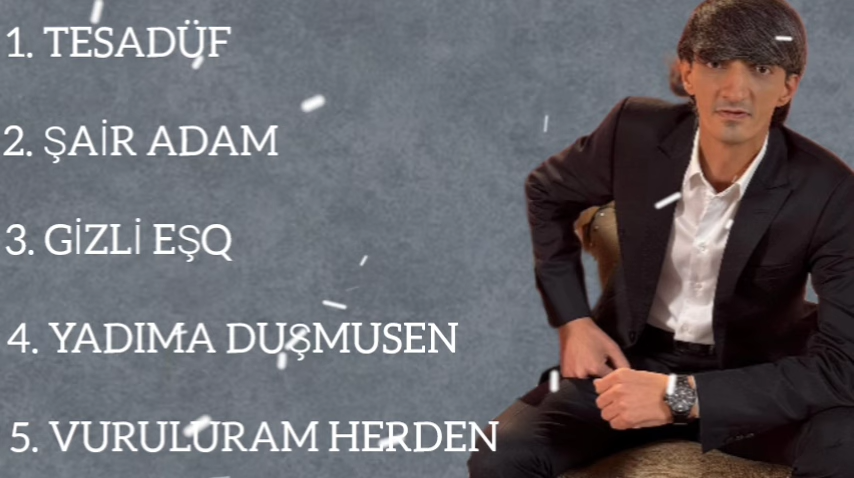 1. TESADÜF
2. ŞAİR ADAM
3. GİZLİ EŞQ
4. YADIMA DUŞMUSEN
5. VURULURAM HERDEN